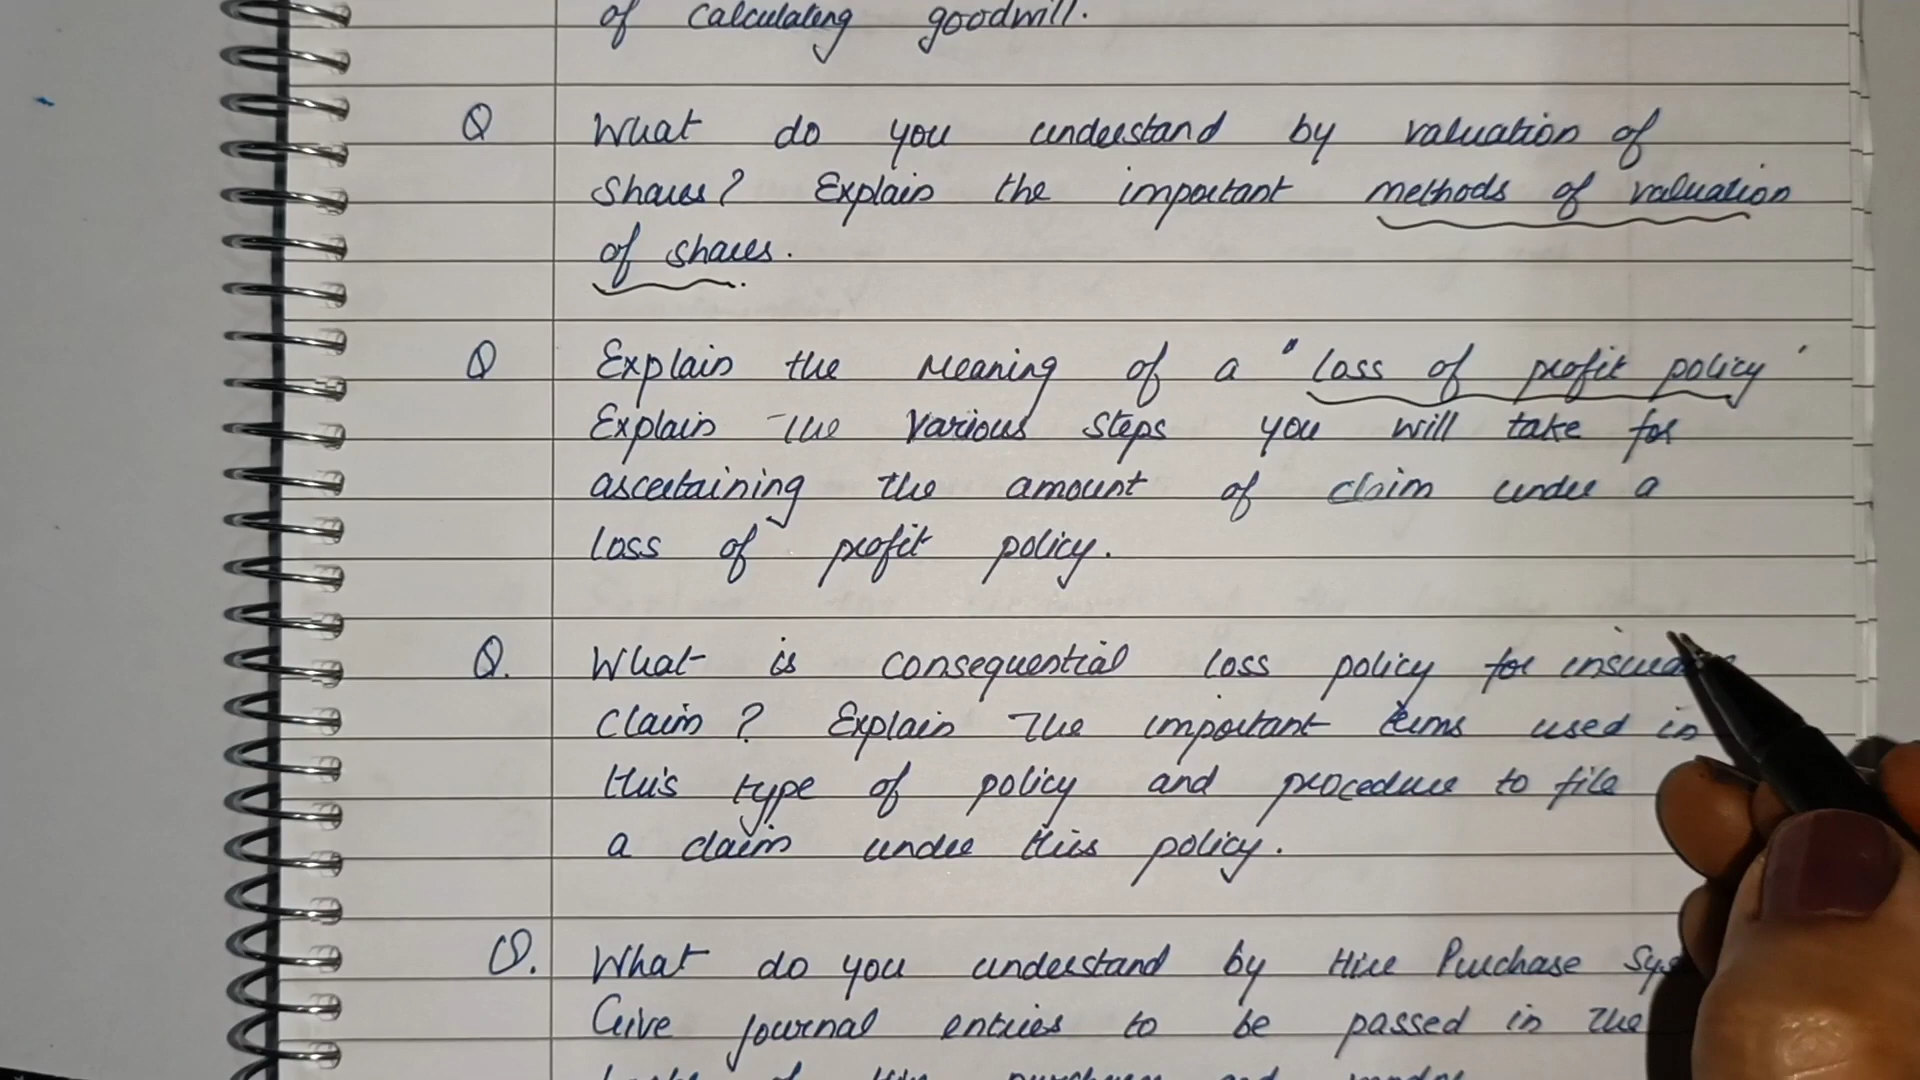 of calculating goodwill.
Q What do you understand by valuation of
shares? Explain the important methods of valuation
of shares.
Q Explain the Meaning of a "loss of profit policy"
Explain The Various steps you will take for
ascertaining the amount of claim under a
loss of profit policy.
Q. What is consequential loss policy for
claim? Explain The important terms used in
this type of policy and procedure to file
a claim under this policy.
Q. What do you understand by Hire Purchase
Give journal entries to be passed in The